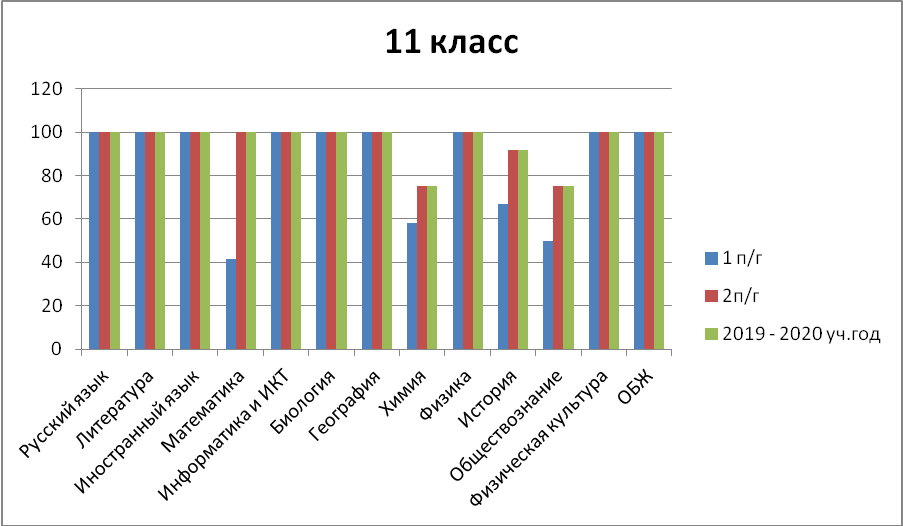 11 класс
120
100
80
60
40
20
0
Русский язык
Литература
Иностранный язык
Математика
Информатика и ИКТ
Биология
География
Химия
Физика
История
Обществознание
Физическая культура
ОБЖ
1 п/г
2п/г
2019 - 2020 уч.год